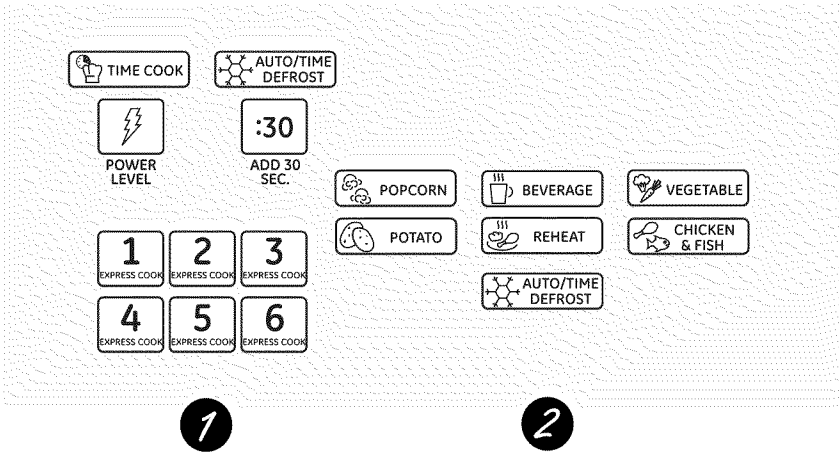 TIME COOK
AUTO/TIME
DEFROST
:30
POWER
LEVEL
ADD 30
SEC.
1
EXPRESS COOK
2
EXPRESS COOK
3
EXPRESS COOK
4
EXPRESS COOK
5
EXPRESS COOK
6
EXPRESS COOK
1
POPCORN
BEVERAGE
VEGETABLE
POTATO
REHEAT
CHICKEN
& FISH
AUTO/TIME
DEFROST
2